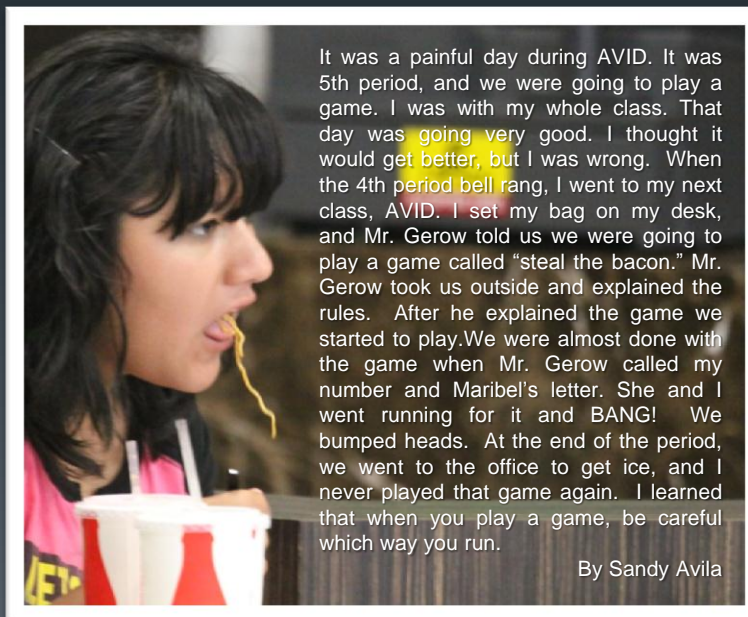 It was a painful day during AVID. It was
5th period, and we were going to play a
game. I was with my whole class. That
day was going very good. I thought it
would get better, but I was wrong. When
the 4th period bell rang, I went to my next
class, AVID. I set my bag on my desk,
and Mr. Gerow told us we were going to
play a game called “steal the bacon.” Mr.
Gerow took us outside and explained the
rules. After he explained the game we
started to play.We were almost done with
the game when Mr. Gerow called my
number and Maribel’s letter. She and I
went running for it and BANG! We
bumped heads. At the end of the period,
we went to the office to get ice, and I
never played that game again. I learned
that when you play a game, be careful
which way you run.
By Sandy Avila